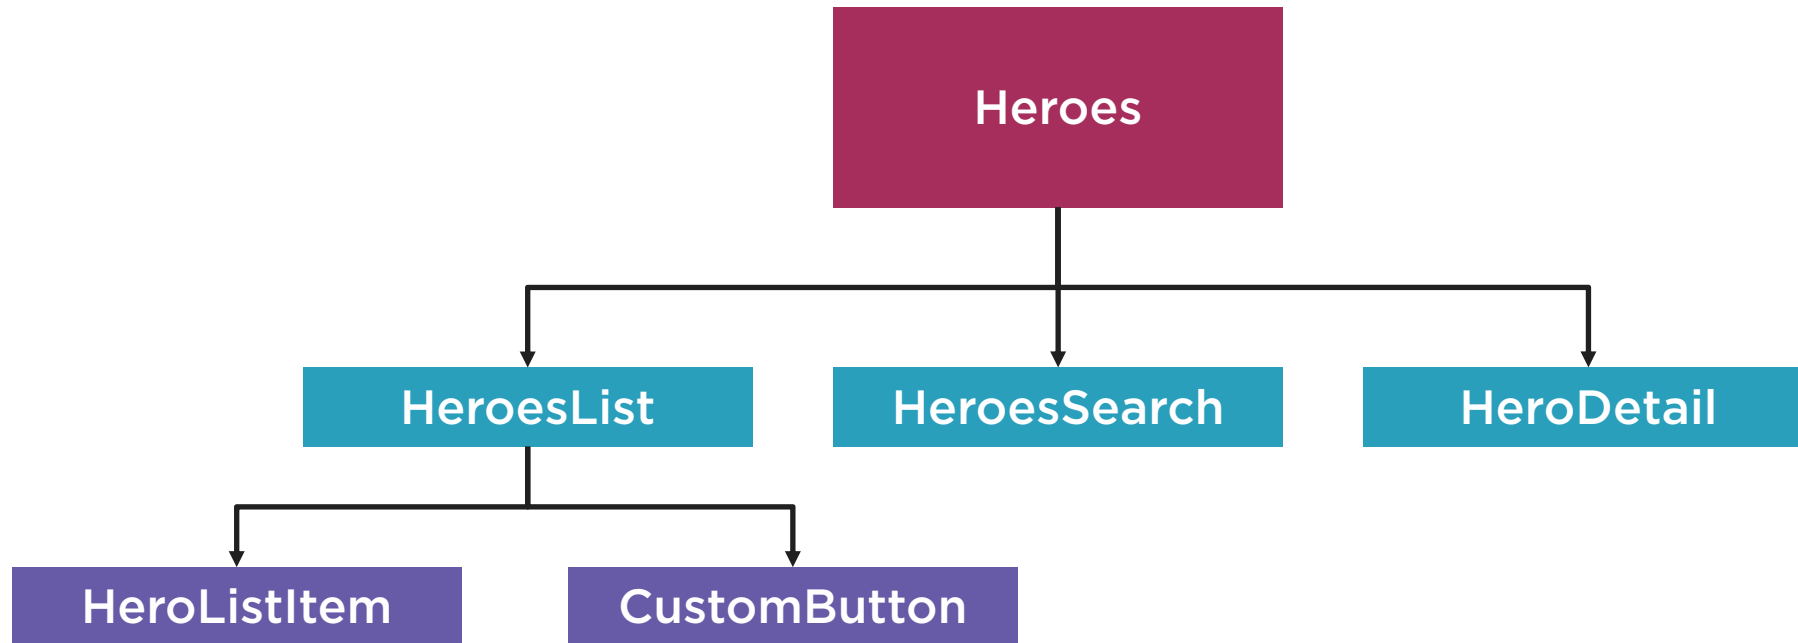 Heroes
HeroesList
HeroesSearch
HeroDetail
HeroListItem
CustomButton